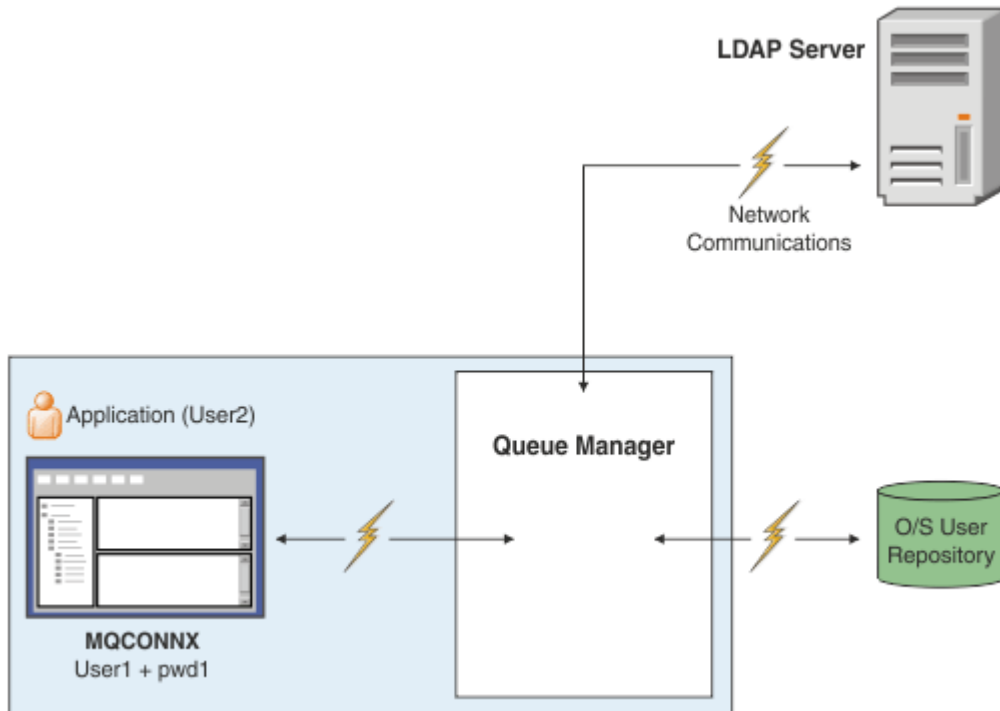 LDAP Server
Network
Communications
Application (User2)
Queue Manager
O/S User
Repository
MQCONNX
User1 + pwd1